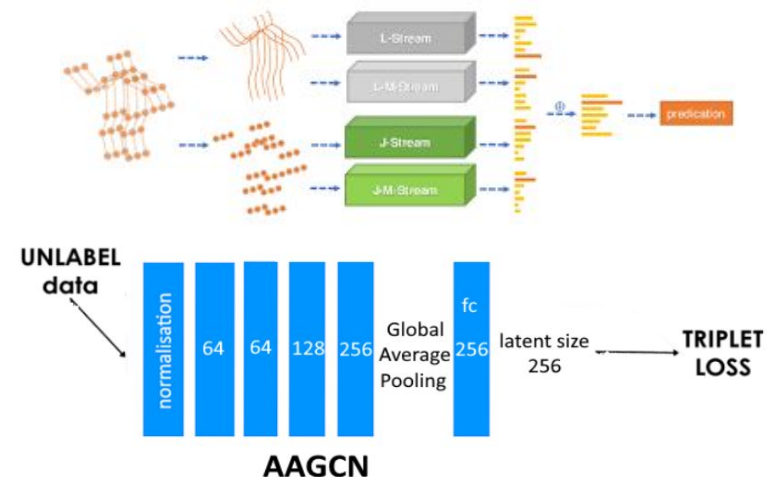 L-Stream
L-M-Stream
J-Stream
J-M-Stream
predication
UNLABEL
data
normalisation
64
64
128
256
Global
Average
Pooling
fc
256
latent size
256
TRIPLET
LOSS
AAGCN